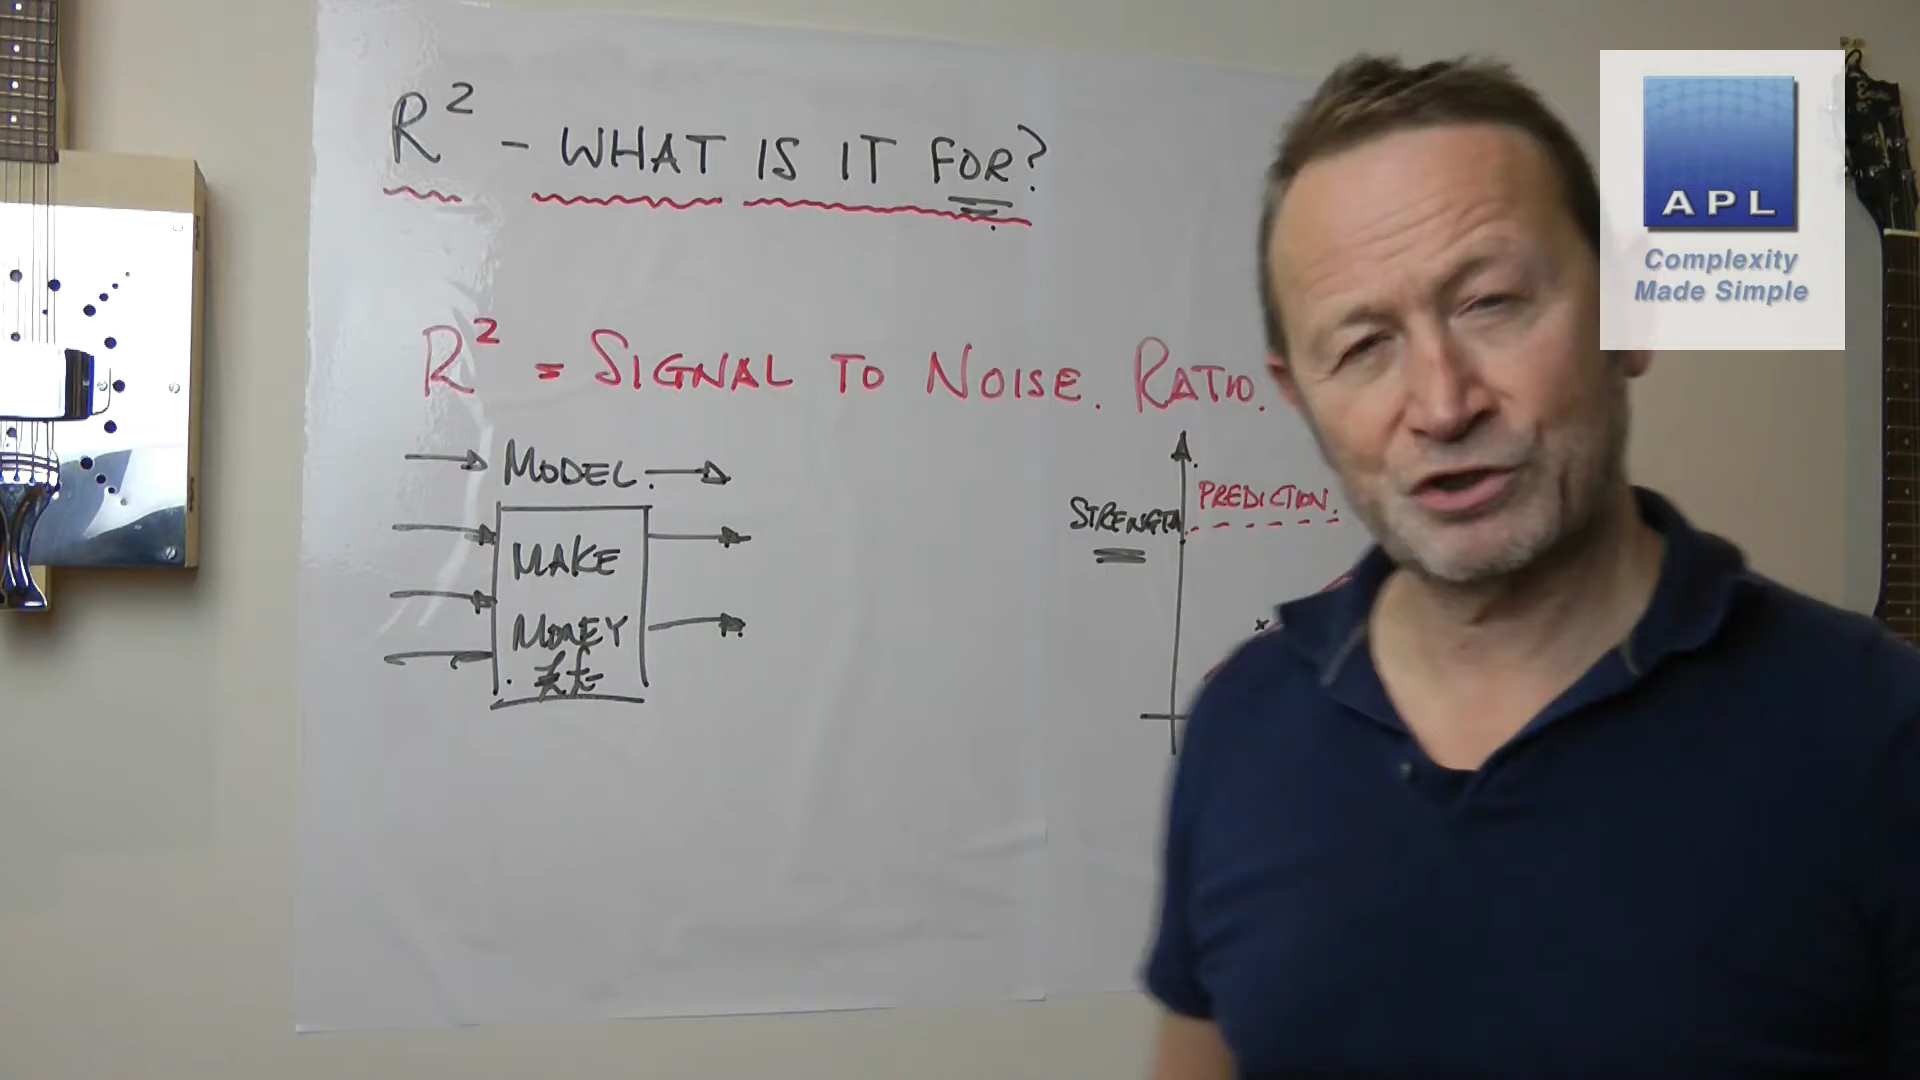 R² - WHAT IS IT FOR?
R² = SIGNAL TO NOISE. RATIO.
MODEL.
MAKE
MONEY
££
STRENGTH
PREDICTION.
APL
Complexity
Made Simple